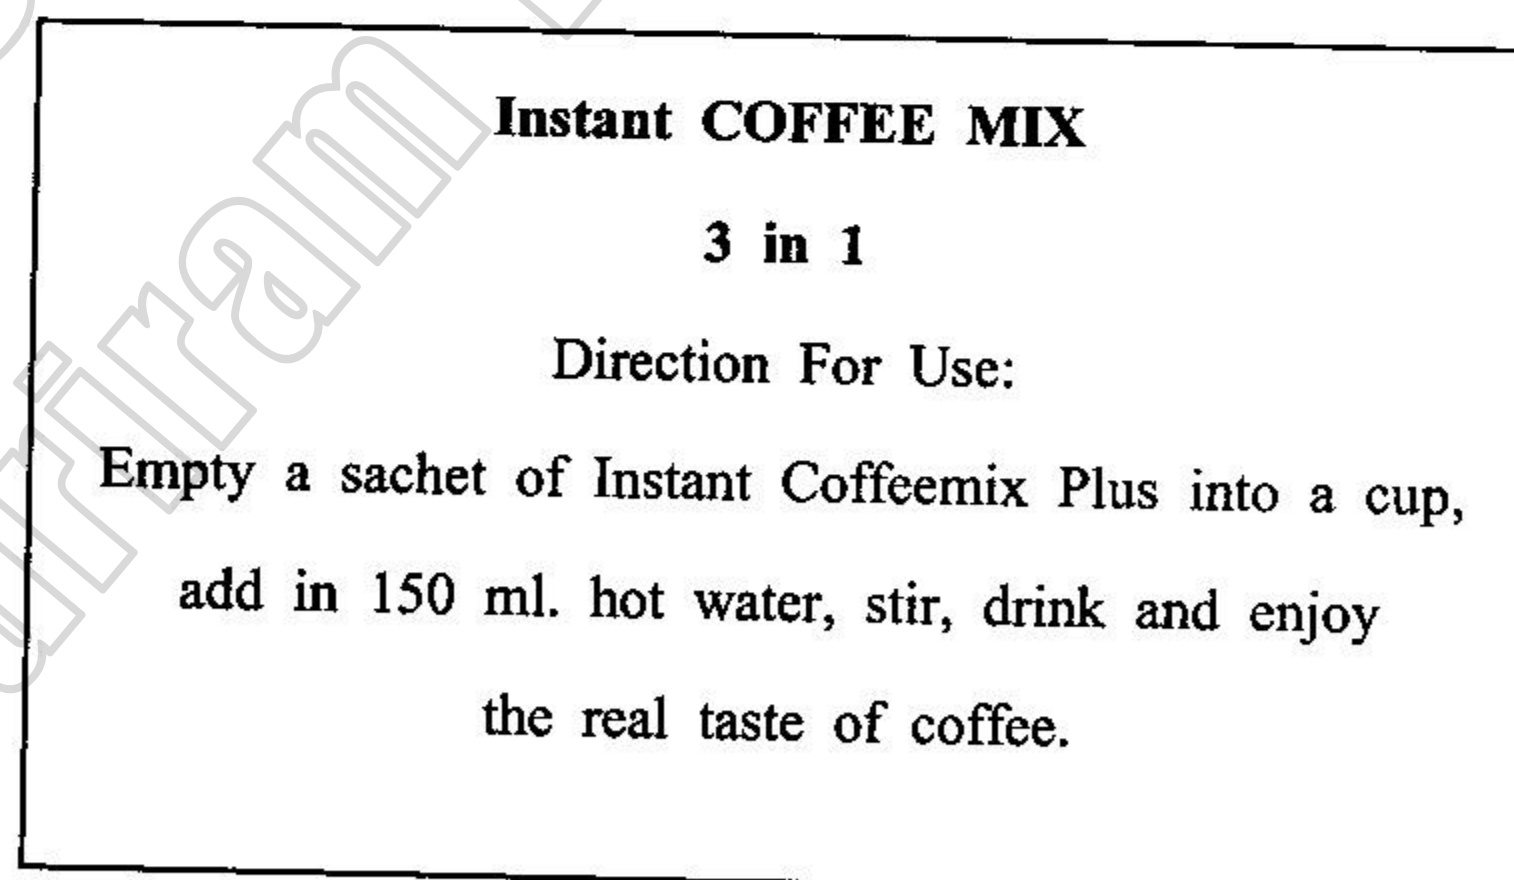 Instant COFFEE MIX
3 in 1
Direction For Use:
Empty a sachet of Instant Coffeemix Plus into a cup,
add in 150 ml. hot water, stir, drink and enjoy
the real taste of coffee.